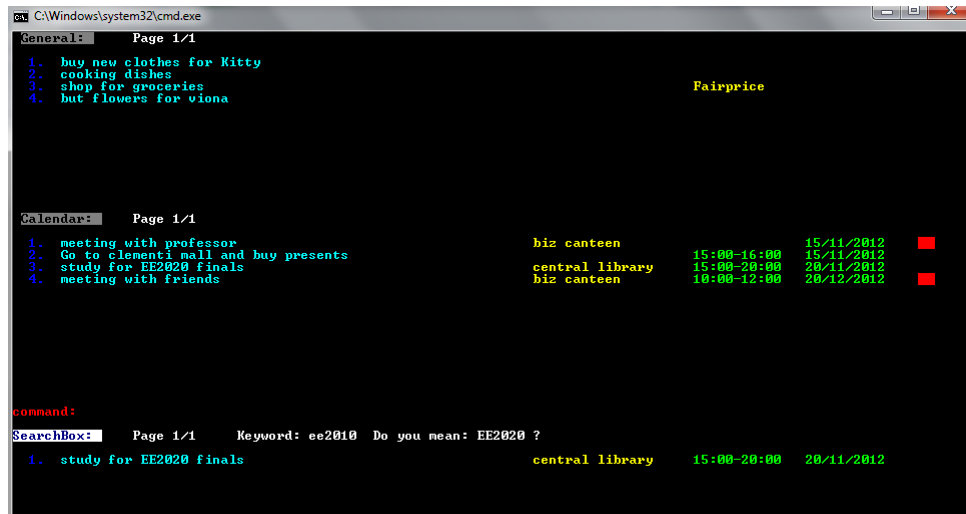 C:\Windows\system32\cmd.exe
General: Page 1/1
1. buy new clothes for Kitty
2. cooking dishes
3. shop for groceries Fairprice
4. but flowers for viona
Calendar: Page 1/1
1. meeting with professor biz canteen 15/11/2012
2. Go to clementi mall and buy presents 15:00-16:00 15/11/2012
3. study for EE2020 finals central library 15:00-20:00 20/11/2012
4. meeting with friends biz canteen 10:00-12:00 20/12/2012
command:
SearchBox: Page 1/1 Keyword: ee2010 Do you mean: EE2020 ?
1. study for EE2020 finals central library 15:00-20:00 20/11/2012